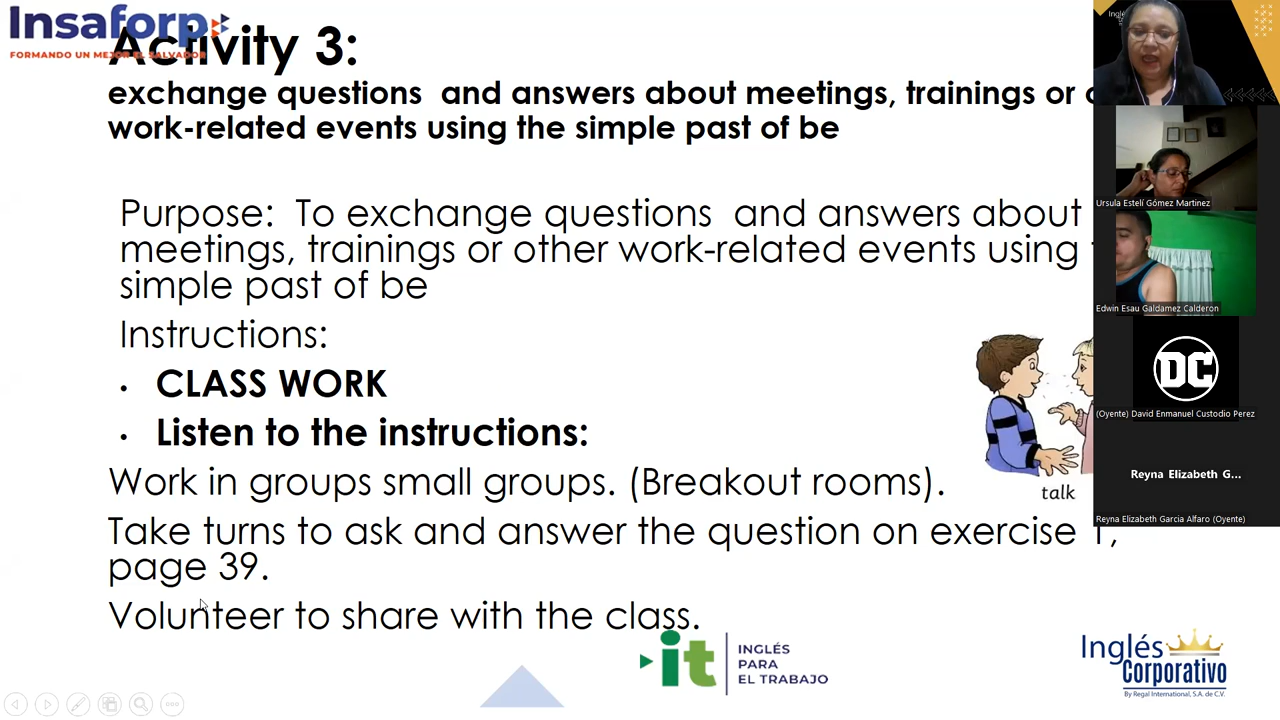 Insaforp
FORMANDO UN MEJOR EL SALVADOR
Activity 3:
exchange questions and answers about meetings, trainings or
work-related events using the simple past of be
Purpose: To exchange questions and answers about
meetings, trainings or other work-related events using
simple past of be
Instructions:
• CLASS WORK
• Listen to the instructions:
Work in groups small groups. (Breakout rooms).
Take turns to ask and answer the question on exercise 1,
page 39.
Volunteer to share with the class.
talk
it
INGLÉS
PARA
EL TRABAJO
Inglés
Corporativo
By Regal International, S.A. de C.V.
Ursula Estelí Gómez Martinez
Edwin Esau Galdamez Calderon
DC
(Oyente) David Enmanuel Custodio Perez
Reyna Elizabeth G...
Reyna Elizabeth Garcia Alfaro (Oyente)